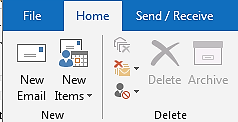 File Home Send / Receive
New Email
New Items
Delete
Archive
New
Delete